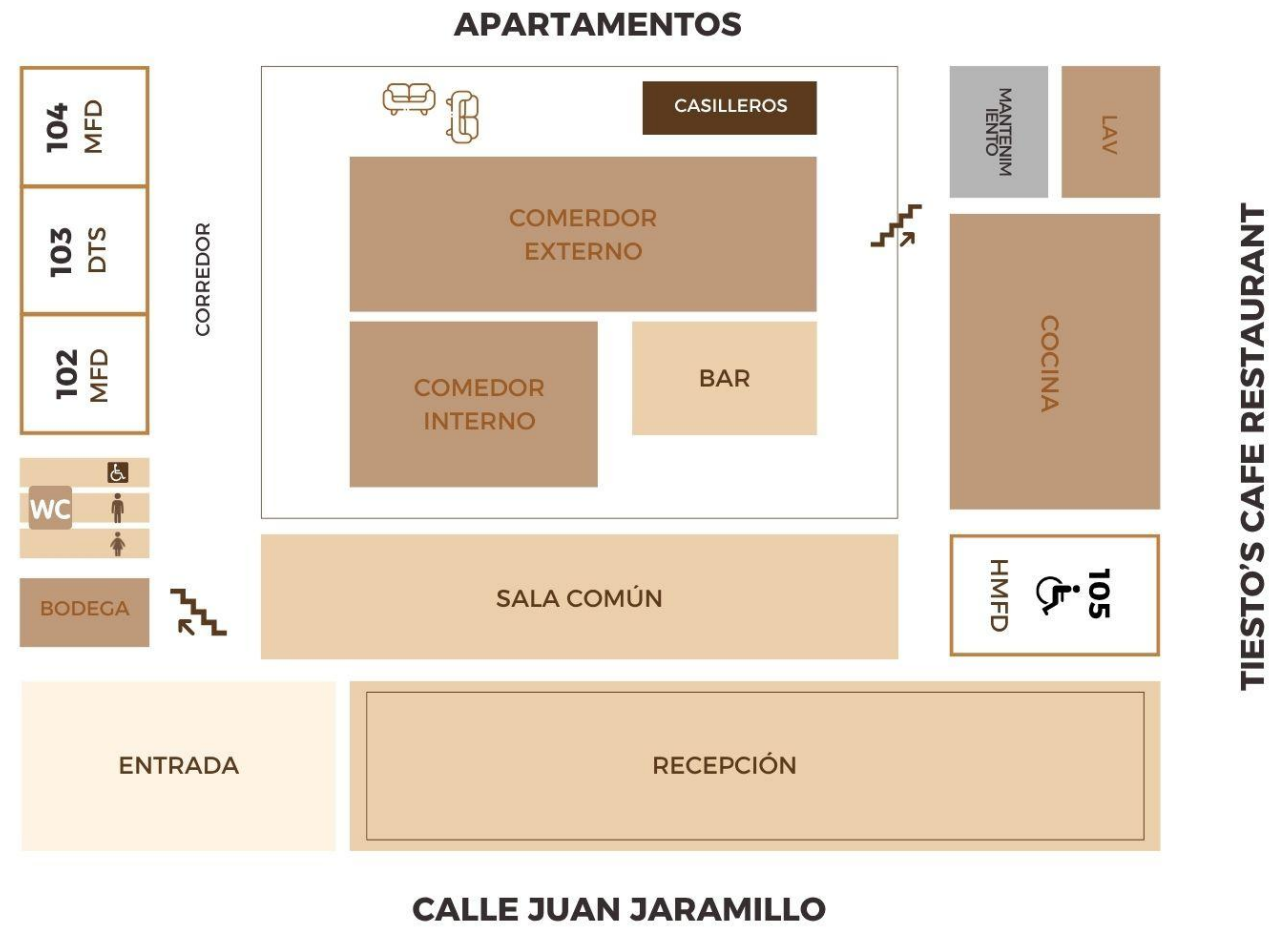 APARTAMENTOS
104
MFD
103
DTS
102
MFD
CORREDOR
CASILLEROS
COMERDOR
EXTERNO
COMEDOR
INTERNO
BAR
MANTENIM
IENTO
LAV
COCINA
TIESTO'S CAFE RESTAURANT
WC
BODEGA
SALA COMÚN
105
HMFD
ENTRADA
RECEPCIÓN
CALLE JUAN JARAMILLO